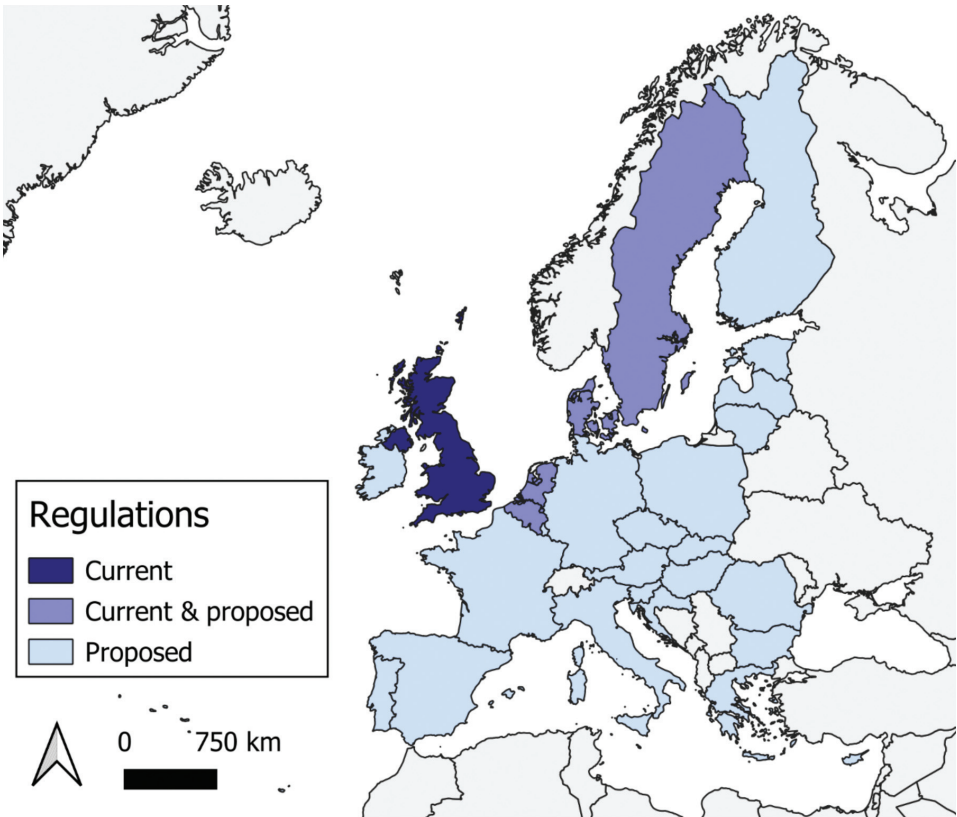 Regulations
Current
Current & proposed
Proposed
0 750 km